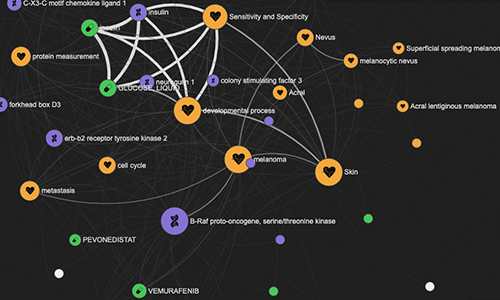 C-X3-C motif chemokine ligand 1
insulin
Sensitivity and Specificity
insulin
Nevus
Superficial spreading melanoma
protein measurement
melanocytic nevus
neuregulin 1
colony stimulating factor 3
GLUCOSE, LIQUID
Acral
forkhead box D3
developmental process
Acral lentiginous melanoma
erb-b2 receptor tyrosine kinase 2
cell cycle
melanoma
Skin
metastasis
B-Raf proto-oncogene, serine/threonine kinase
PEVONEDISTAT
VEMURAFENIB